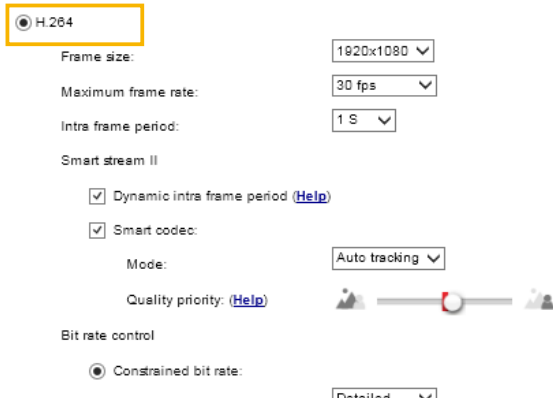 H.264
Frame size: 1920x1080
Maximum frame rate: 30 fps
Intra frame period: 1 S
Smart stream II
Dynamic intra frame period (Help)
Smart codec:
Mode: Auto tracking
Quality priority: (Help)
Bit rate control
Constrained bit rate:
Detailed